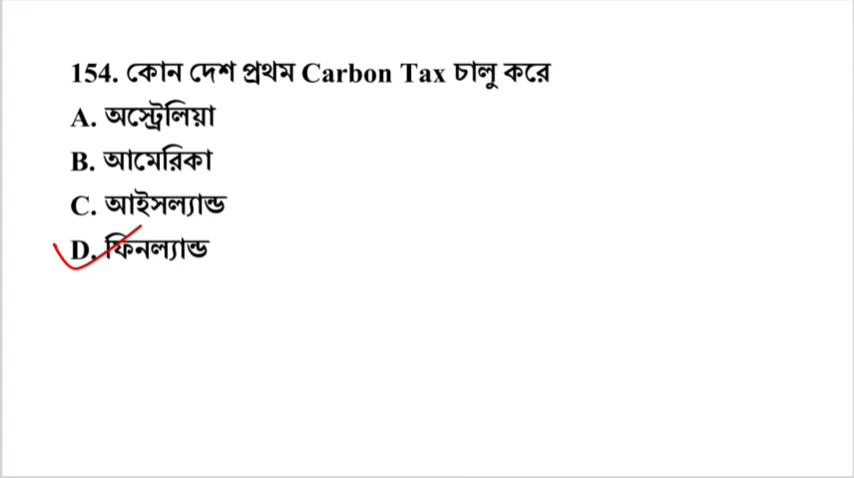 154. কোন দেশ প্রথম Carbon Tax চালু করে
A. অস্ট্রেলিয়া
B. আমেরিকা
C. আইসল্যান্ড
D. ফিনল্যান্ড